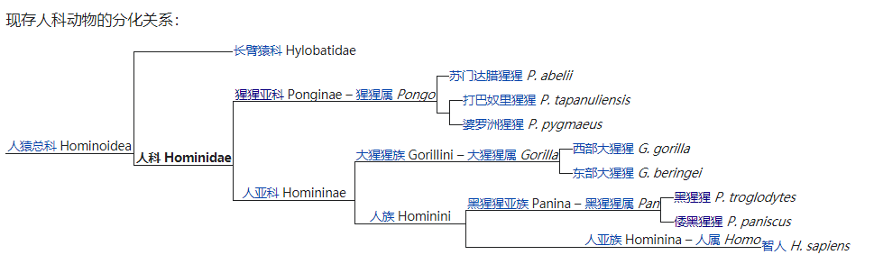 现存人科动物的分化关系：
长臂猿科 Hylobatidae
苏门达腊猩猩 P. abelii
猩猩亚科 Ponginae – 猩猩属 Pongo
打巴奴里猩猩 P. tapanuliensis
婆罗洲猩猩 P. pygmaeus
人猿总科 Hominoidea
西部大猩猩 G. gorilla
人科 Hominidae
大猩猩族 Gorillini – 大猩猩属 Gorilla
东部大猩猩 G. beringei
人亚科 Homininae
黑猩猩 P. troglodytes
黑猩猩亚族 Panina – 黑猩猩属 Pan
人族 Hominini
倭黑猩猩 P. paniscus
人亚族 Hominina – 人属 Homo
智人 H. sapiens